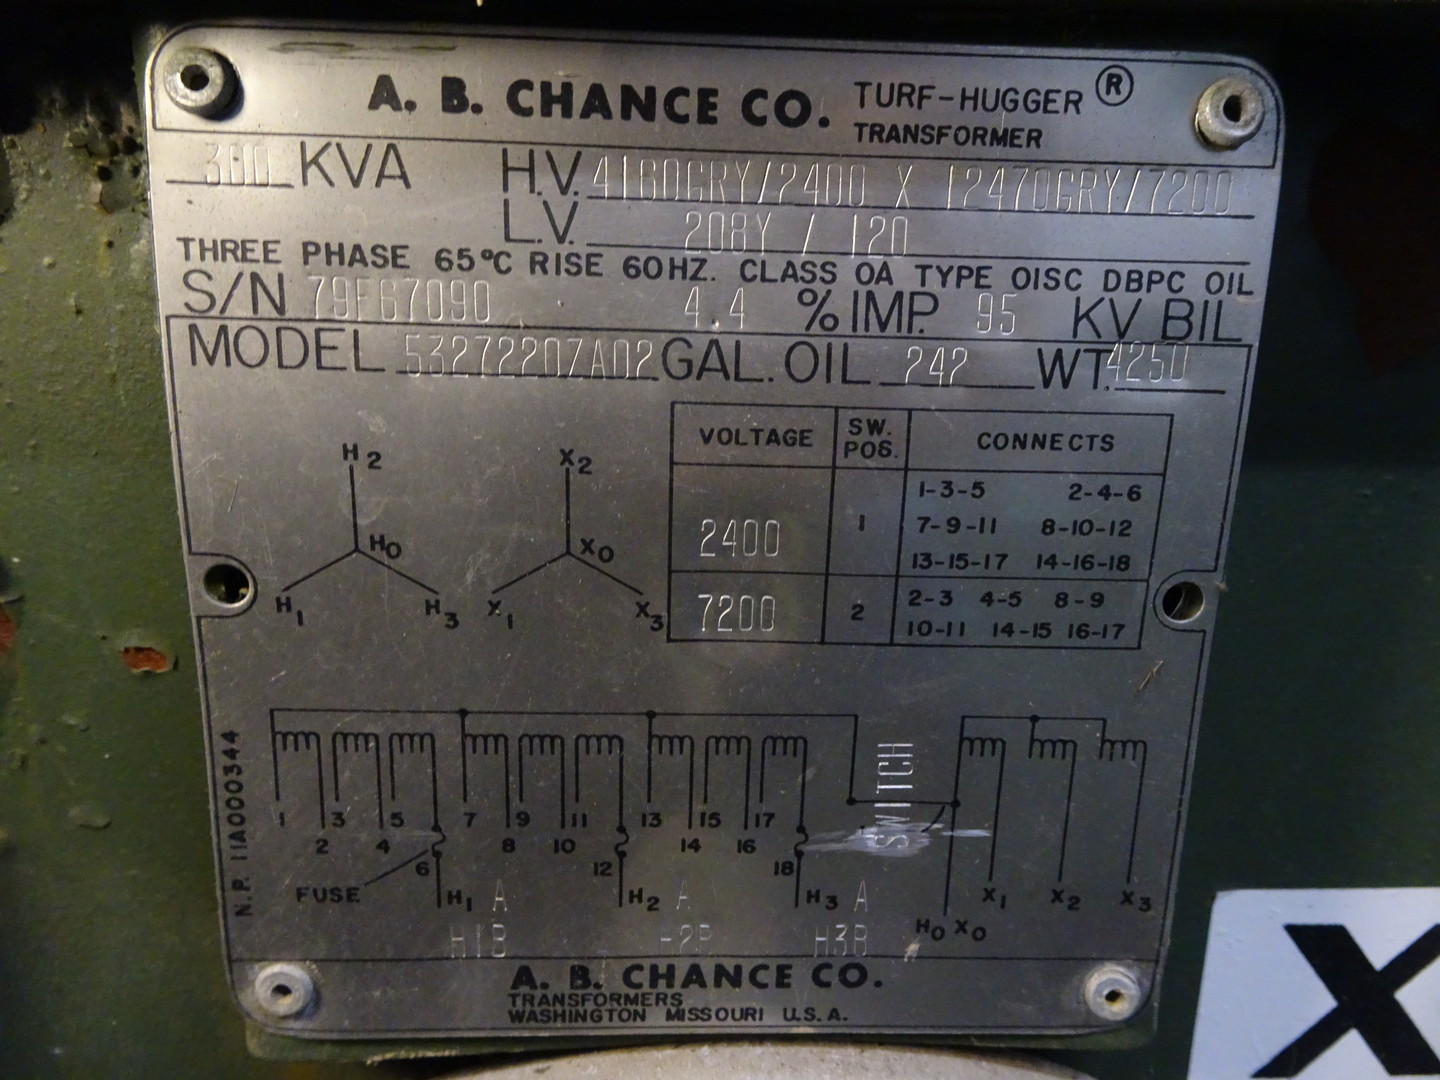 A. B. CHANCE CO. TURF-HUGGER ®
TRANSFORMER
300 KVA H.V. 4160GRY/2400 X 12470GRY/7200
L.V. 208Y / 120
THREE PHASE 65°C RISE 60HZ. CLASS OA TYPE OISC DBPC OIL
S/N 79F67090 4.4 % IMP. 95 KV BIL
MODEL 5327220ZA02 GAL. OIL 242 WT. 4250
VOLTAGE SW. POS. CONNECTS
2400 1 1-3-5 2-4-6
7-9-11 8-10-12
13-15-17 14-16-18
7200 2 2-3 4-5 8-9
10-11 14-15 16-17
H2 X2
H0 X0
H1 H3 X1 X3
N.P. 11A000344
SWITCH
1 3 5 7 9 11 13 15 17
2 4 6 8 10 12 14 16 18
FUSE H1 A H2 A H3 A X1 X2 X3
H0 X0
H1B H3B
A. B. CHANCE CO.
TRANSFORMERS
WASHINGTON MISSOURI U.S.A.
X